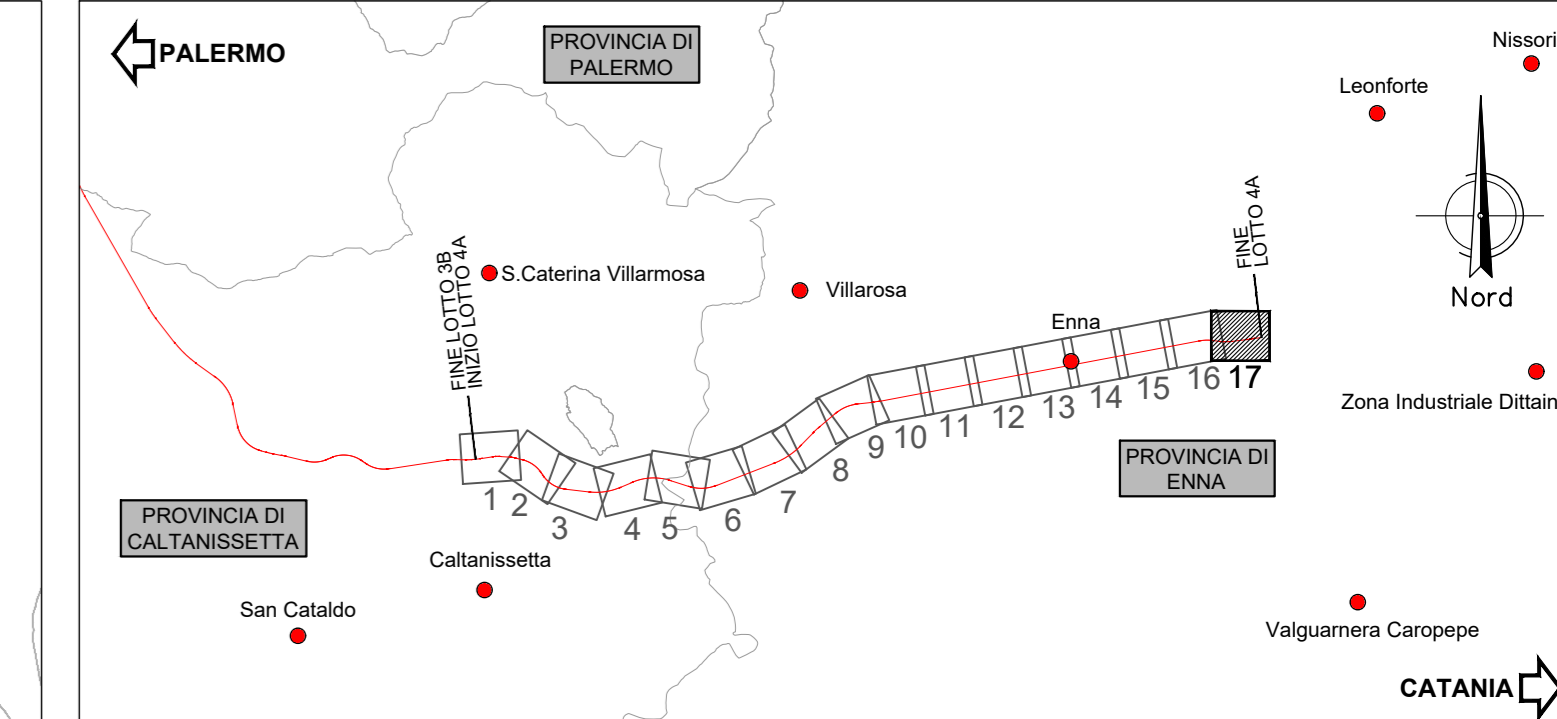 PALERMO
PROVINCIA DI
PALERMO
Nissori
Leonforte
Nord
FINE LOTTO 3B
INIZIO LOTTO 4A
S.Caterina Villarmosa
Villarosa
Enna
FINE
LOTTO 4A
Zona Industriale Dittain
1
2
3
4
5
6
7
8
9
10
11
12
13
14
15
16
17
PROVINCIA DI
ENNA
PROVINCIA DI
CALTANISSETTA
Caltanissetta
San Cataldo
Valguarnera Caropepe
CATANIA